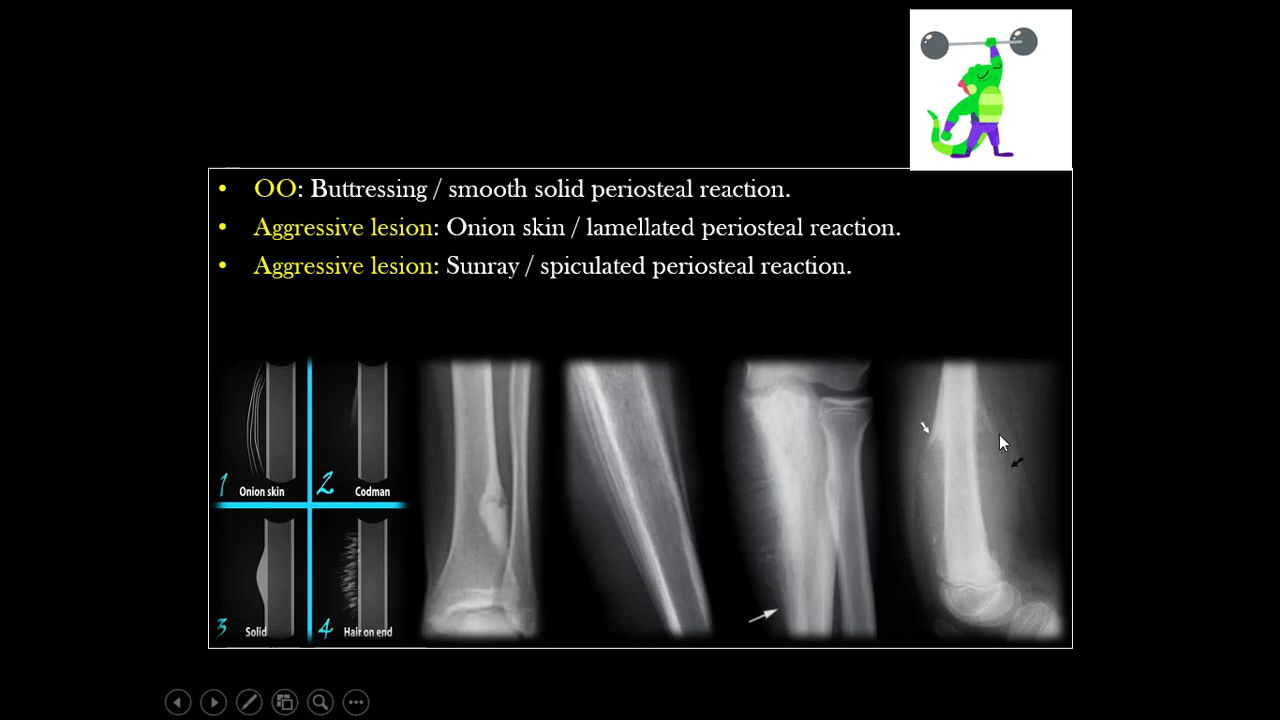 • OO: Buttressing / smooth solid periosteal reaction.
• Aggressive lesion: Onion skin / lamellated periosteal reaction.
• Aggressive lesion: Sunray / spiculated periosteal reaction.
1 Onion skin
2 Codman
3 Solid
4 Hair on end